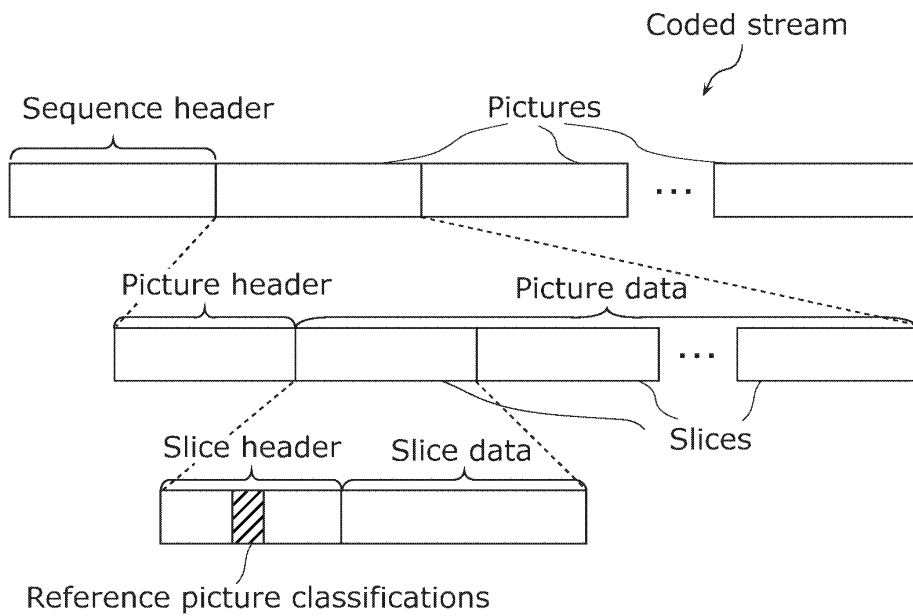 Coded stream
Sequence header
Pictures
...
Picture header
Picture data
...
Slices
Slice header
Slice data
Reference picture classifications